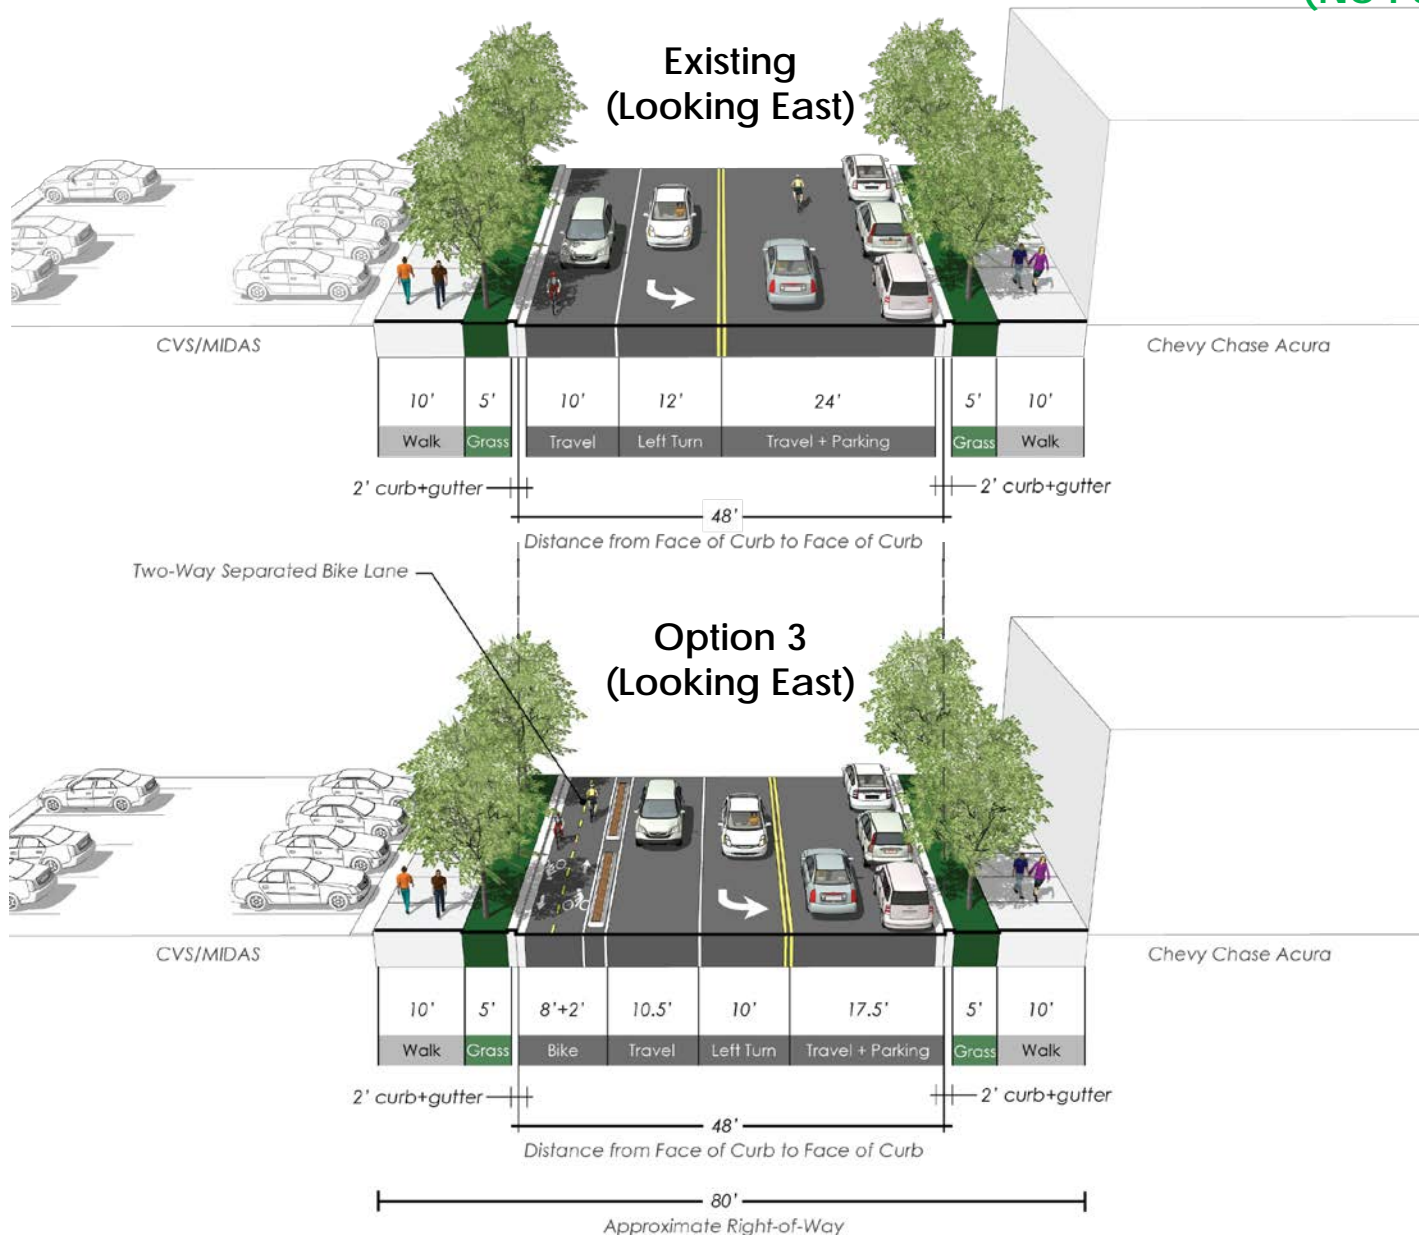 Existing
(Looking East)
CVS/MIDAS
Chevy Chase Acura
10' 5' 10' 12' 24' 5' 10'
Walk Grass Travel Left Turn Travel + Parking Grass Walk
2' curb+gutter 2' curb+gutter
48'
Distance from Face of Curb to Face of Curb
Two-Way Separated Bike Lane
Option 3
(Looking East)
CVS/MIDAS
Chevy Chase Acura
10' 5' 8'+2' 10.5' 10' 17.5' 5' 10'
Walk Grass Bike Travel Left Turn Travel + Parking Grass Walk
2' curb+gutter 2' curb+gutter
48'
Distance from Face of Curb to Face of Curb
80'
Approximate Right-of-Way